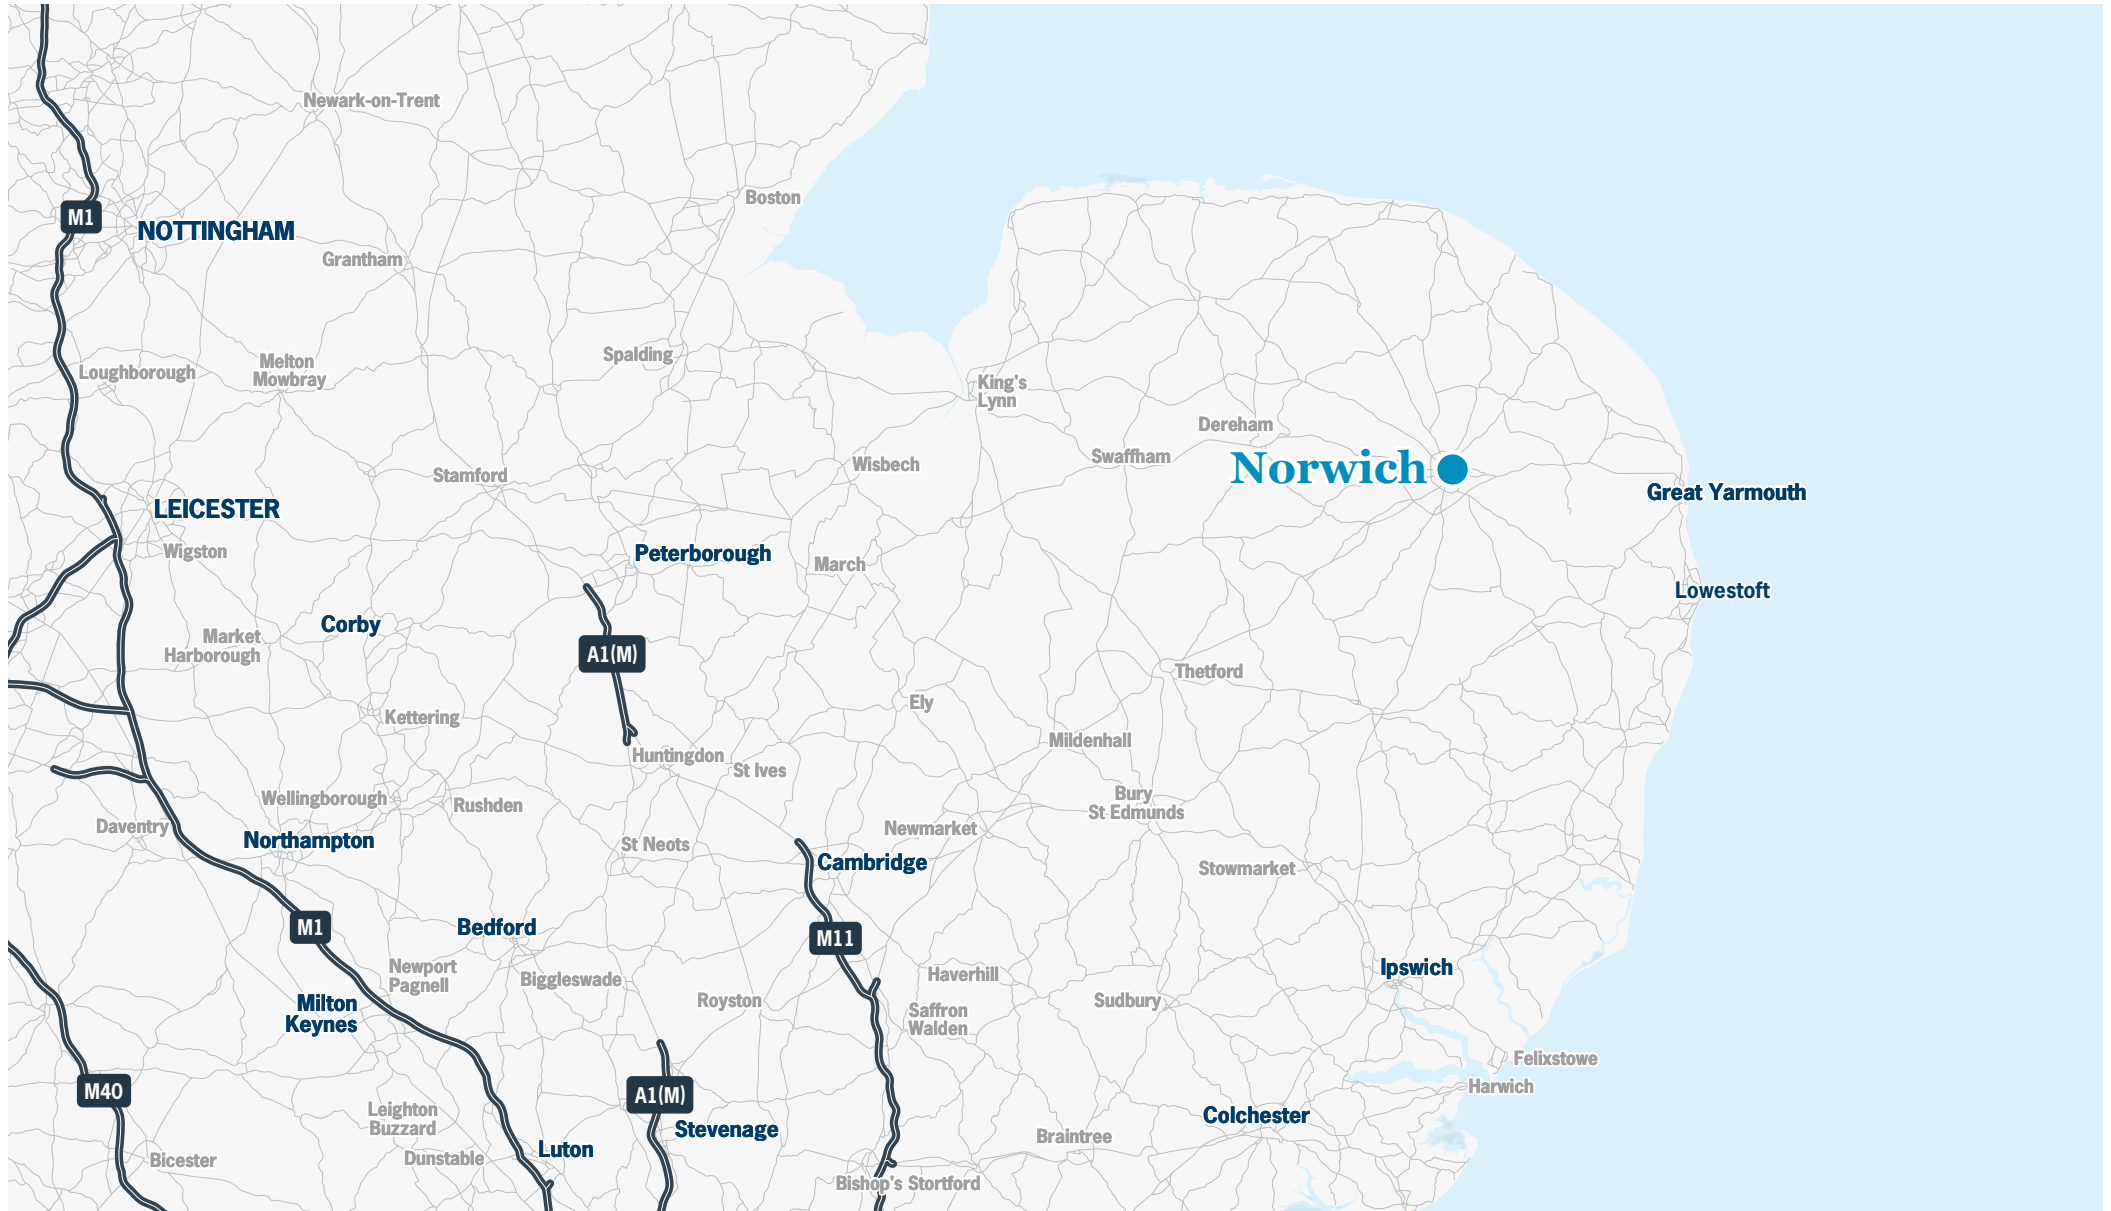 Newark-on-Trent
Boston
M1
NOTTINGHAM
Grantham
Spalding
Melton
Mowbray
Loughborough
King's
Lynn
Dereham
Swaffham
Wisbech
Norwich
Stamford
Great Yarmouth
LEICESTER
Wigston
Peterborough
March
Lowestoft
Corby
Market
Harborough
A1(M)
Thetford
Ely
Kettering
Mildenhall
Huntingdon
St Ives
Wellingborough
Rushden
Bury
St Edmunds
Daventry
Northampton
St Neots
Newmarket
Cambridge
Stowmarket
M1
Bedford
M11
Newport
Pagnell
Biggleswade
Haverhill
Ipswich
Milton
Keynes
Royston
Saffron
Walden
Sudbury
Felixstowe
M40
A1(M)
Harwich
Leighton
Buzzard
Stevenage
Colchester
Braintree
Luton
Bicester
Dunstable
Bishop's Stortford